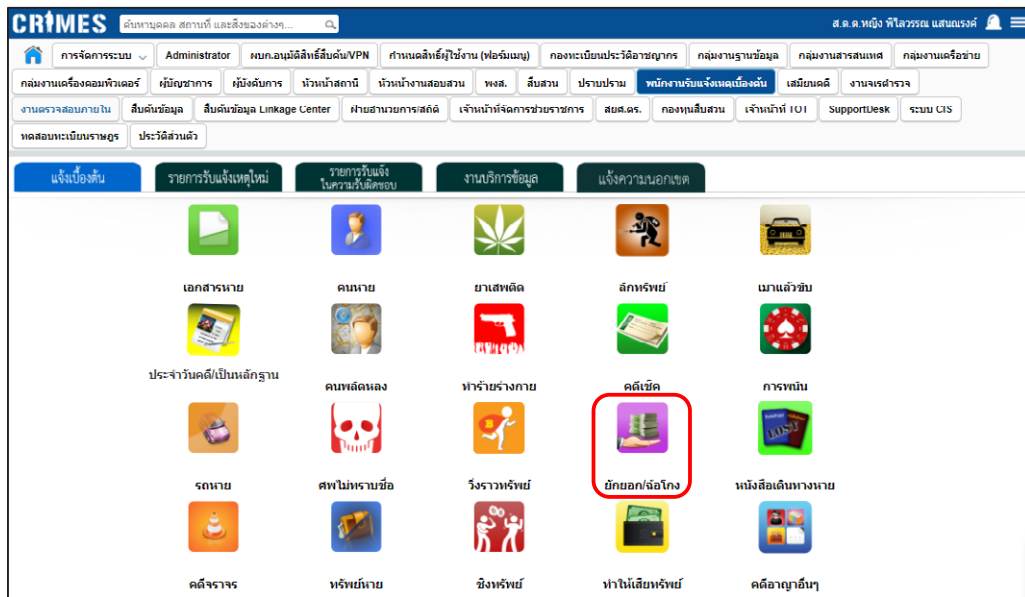 CRIMES ค้นหาบุคคล สถานที่ และสิ่งของต่างๆ... ส.ต.ต.หญิง พิไลวรรณ แสนณรงค์
การจัดการระบบ Administrator ผบก.อนุมัติสิทธิ์สืบค้น/VPN กำหนดสิทธิ์ผู้ใช้งาน (ฟอร์มเมนู) กองทะเบียนประวัติอาชญากร กลุ่มงานฐานข้อมูล กลุ่มงานสารสนเทศ กลุ่มงานเครือข่าย
กลุ่มงานเครื่องคอมพิวเตอร์ ผู้บัญชาการ ผู้บังคับการ หัวหน้าสถานี หัวหน้างานสอบสวน พงส. สืบสวน ปราบปราม พนักงานรับแจ้งเหตุเบื้องต้น เสมียนคดี งานจเรตำรวจ
งานตรวจสอบภายใน สืบค้นข้อมูล สืบค้นข้อมูล Linkage Center ฝ่ายอำนวยการ/สถิติ เจ้าหน้าที่จัดการช่วยราชการ สยศ.ตร. กองทุนสืบสวน เจ้าหน้าที่ TOT SupportDesk ระบบ CIS
ทดสอบทะเบียนราษฎร ประวัติส่วนตัว
แจ้งเบื้องต้น รายการรับแจ้งเหตุใหม่ รายการรับแจ้ง ในความรับผิดชอบ งานบริการข้อมูล แจ้งความนอกเขต
เอกสารหาย คนหาย ยาเสพติด ลักทรัพย์ เมาแล้วขับ
ประจำวันคดี/เป็นหลักฐาน คนพลัดหลง ทำร้ายร่างกาย คดีเช็ค การพนัน
LOST
รถหาย ศพไม่ทราบชื่อ วิ่งราวทรัพย์ ยักยอก/ฉ้อโกง หนังสือเดินทางหาย
คดีจราจร ทรัพย์หาย ชิงทรัพย์ ทำให้เสียทรัพย์ คดีอาญาอื่นๆ